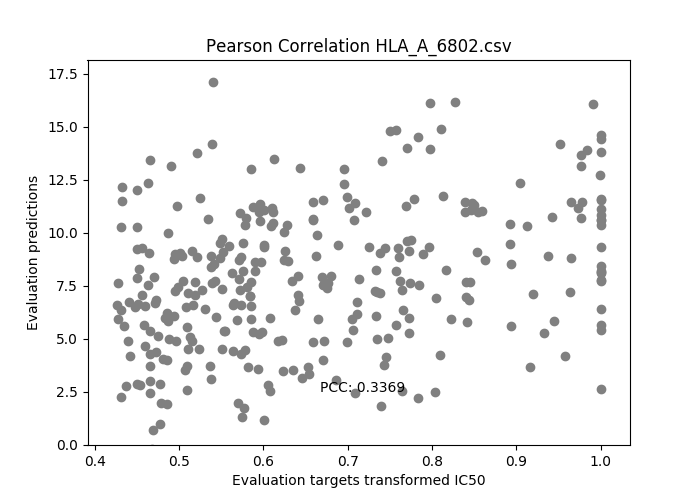 Pearson Correlation HLA_A_6802.csv
17.5
15.0
12.5
10.0
7.5
5.0
2.5
0.0
Evaluation predictions
PCC: 0.3369
0.4 0.5 0.6 0.7 0.8 0.9 1.0
Evaluation targets transformed IC50